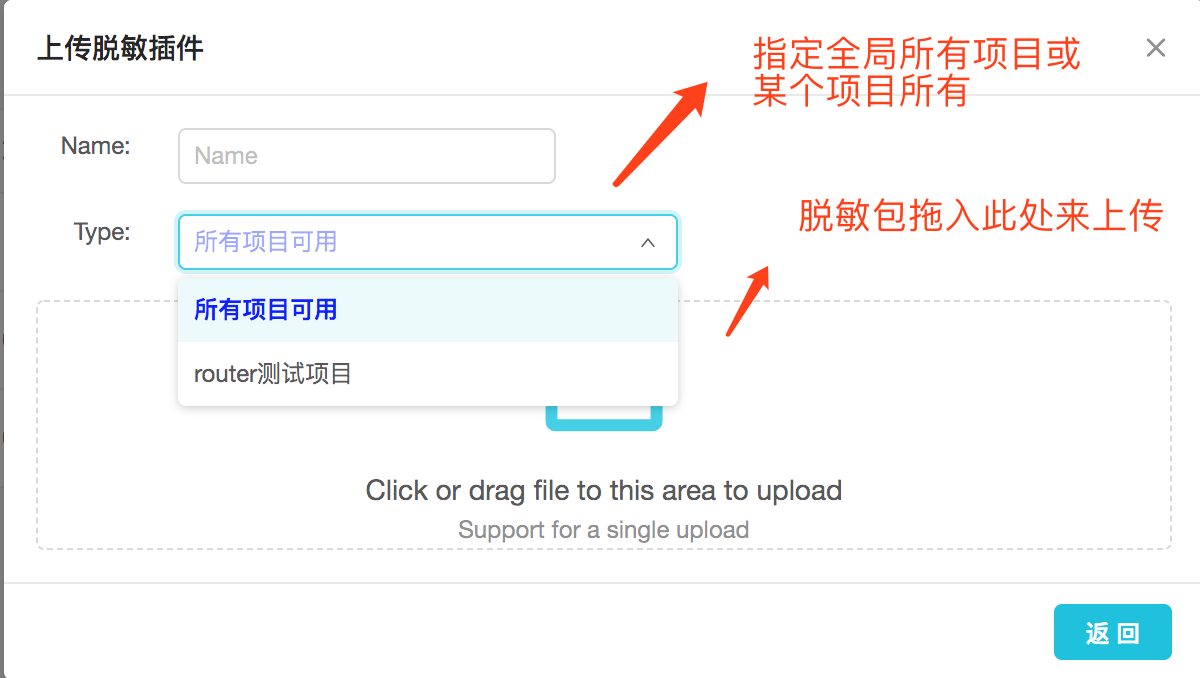 上传脱敏插件
指定全局所有项目或
某个项目所有
Name:
Name
脱敏包拖入此处来上传
Type:
所有项目可用
所有项目可用
router测试项目
Click or drag file to this area to upload
Support for a single upload
返 回